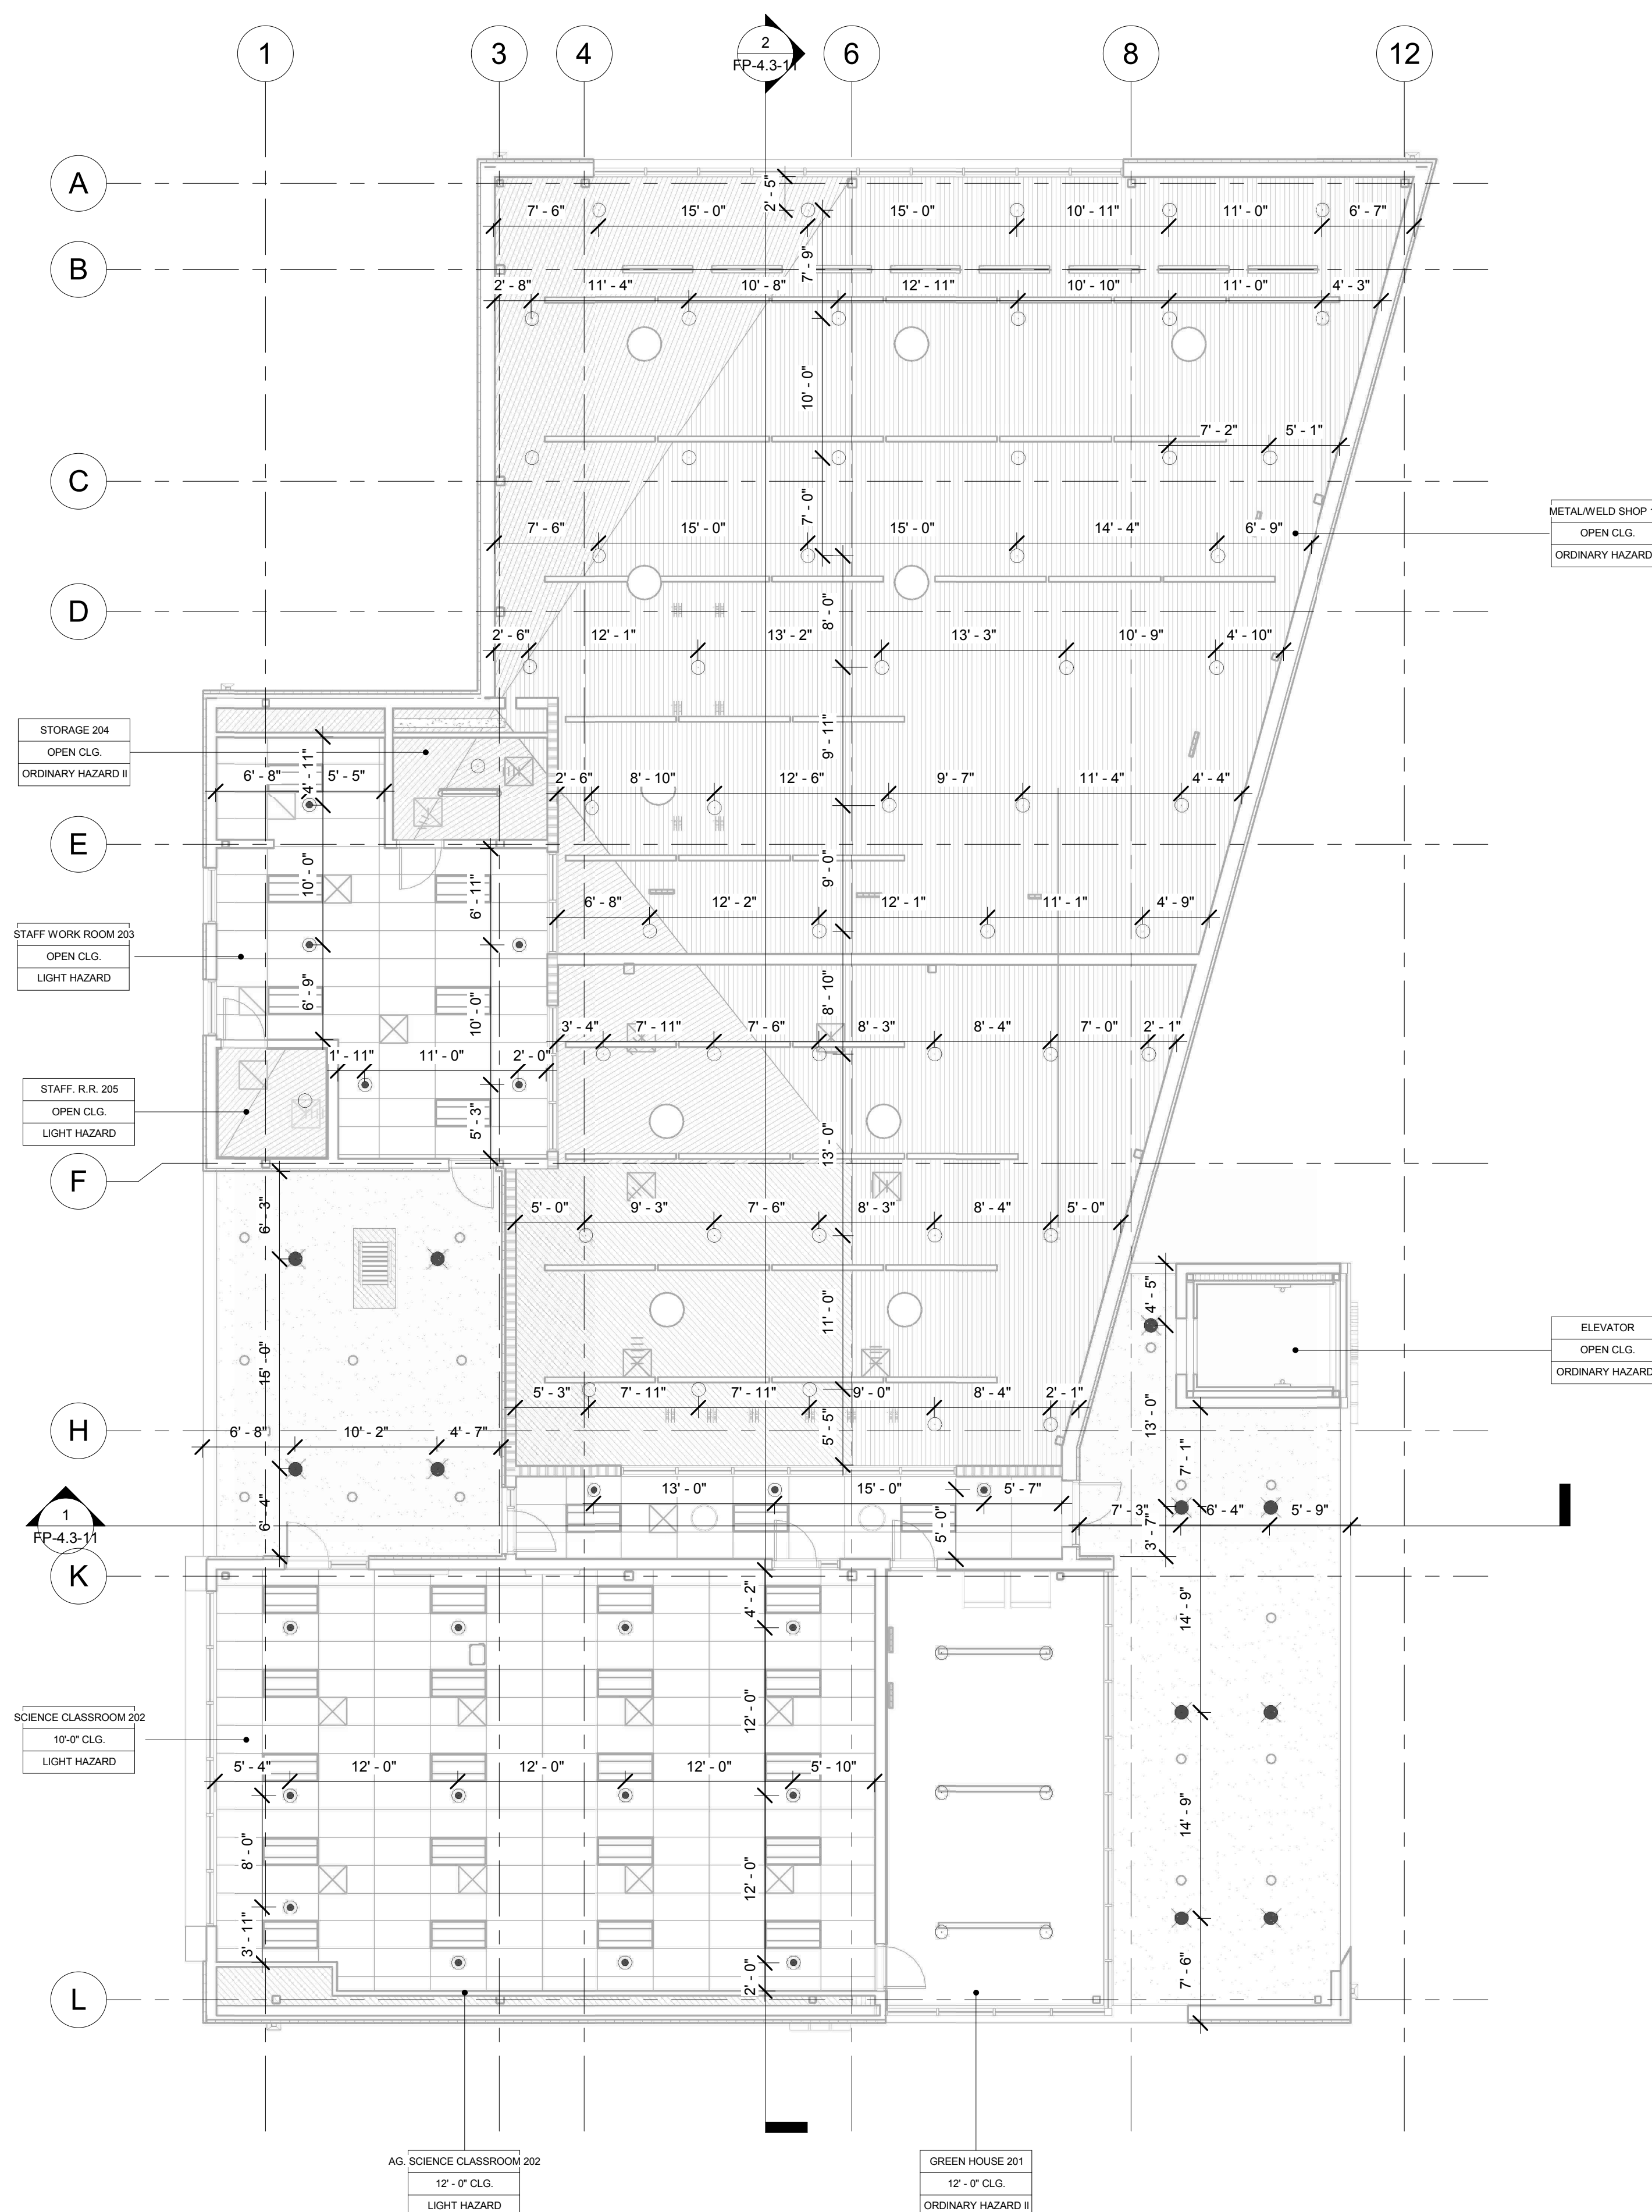 1
3
4
2
FP-4.3-11
6
8
12
A
2' - 5"
7' - 6"
15' - 0"
15' - 0"
10' - 11"
11' - 0"
6' - 7"
7' - 9"
B
2' - 8"
11' - 4"
10' - 8"
12' - 11"
10' - 10"
11' - 0"
4' - 3"
10' - 0"
7' - 2"
5' - 1"
C
7' - 0"
7' - 6"
15' - 0"
15' - 0"
14' - 4"
6' - 9"
METAL/WELD SHOP
OPEN CLG.
ORDINARY HAZARD
D
8' - 0"
2' - 6"
12' - 1"
13' - 2"
13' - 3"
10' - 9"
4' - 10"
STORAGE 204
OPEN CLG.
ORDINARY HAZARD II
9' - 11"
6' - 8"
4' - 11"
5' - 5"
2' - 6"
8' - 10"
12' - 6"
9' - 7"
11' - 4"
4' - 4"
E
10' - 0"
6' - 11"
9' - 0"
6' - 8"
12' - 2"
12' - 1"
11' - 1"
4' - 9"
STAFF WORK ROOM 203
OPEN CLG.
LIGHT HAZARD
6' - 9"
10' - 0"
8' - 10"
3' - 4"
7' - 11"
7' - 6"
8' - 3"
8' - 4"
7' - 0"
2' - 1"
1' - 11"
11' - 0"
2' - 0"
STAFF. R.R. 205
OPEN CLG.
LIGHT HAZARD
5' - 3"
13' - 0"
F
6' - 3"
5' - 0"
9' - 3"
7' - 6"
8' - 3"
8' - 4"
5' - 0"
4' - 5"
11' - 0"
ELEVATOR
OPEN CLG.
ORDINARY HAZARD
15' - 0"
5' - 3"
7' - 11"
7' - 11"
9' - 0"
8' - 4"
2' - 1"
13' - 0"
H
6' - 8"
10' - 2"
4' - 7"
5' - 5"
7' - 1"
13' - 0"
15' - 0"
5' - 7"
1
FP-4.3-11
6' - 4"
5' - 0"
7' - 3"
3' - 7"
6' - 4"
5' - 9"
K
4' - 2"
14' - 9"
SCIENCE CLASSROOM 202
10'-0" CLG.
LIGHT HAZARD
12' - 0"
5' - 4"
12' - 0"
12' - 0"
12' - 0"
5' - 10"
14' - 9"
8' - 0"
12' - 0"
3' - 11"
2' - 0"
7' - 6"
L
AG. SCIENCE CLASSROOM 202
12' - 0" CLG.
LIGHT HAZARD
GREEN HOUSE 201
12' - 0" CLG.
ORDINARY HAZARD II